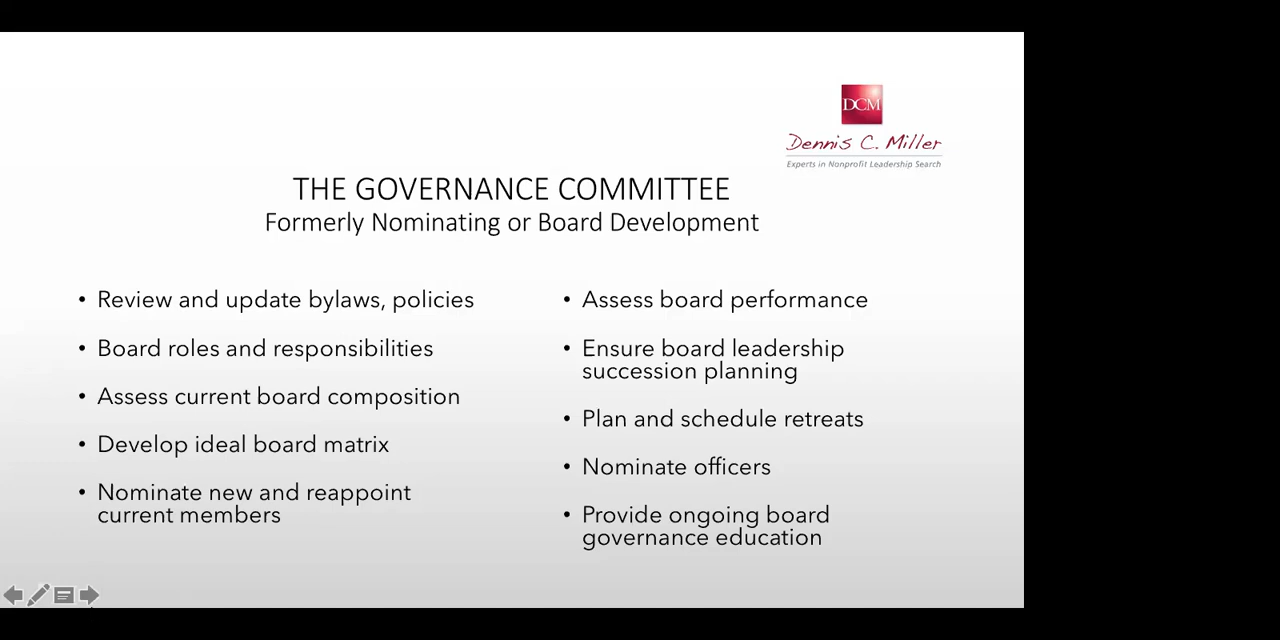 DCM
Dennis C. Miller
Experts in Nonprofit Leadership Search
THE GOVERNANCE COMMITTEE
Formerly Nominating or Board Development
• Review and update bylaws, policies
• Board roles and responsibilities
• Assess current board composition
• Develop ideal board matrix
• Nominate new and reappoint
current members
• Assess board performance
• Ensure board leadership
succession planning
• Plan and schedule retreats
• Nominate officers
• Provide ongoing board
governance education